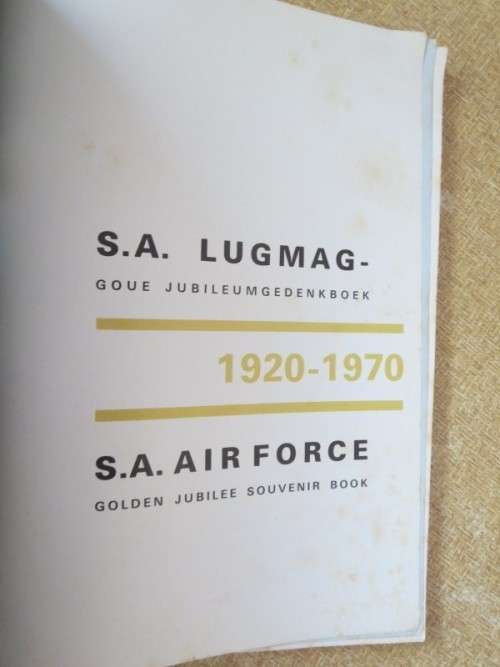 S.A. LUGMAG-
GOUE JUBILEUMGEDENKBOEK
1920-1970
S.A. AIR FORCE
GOLDEN JUBILEE SOUVENIR BOOK